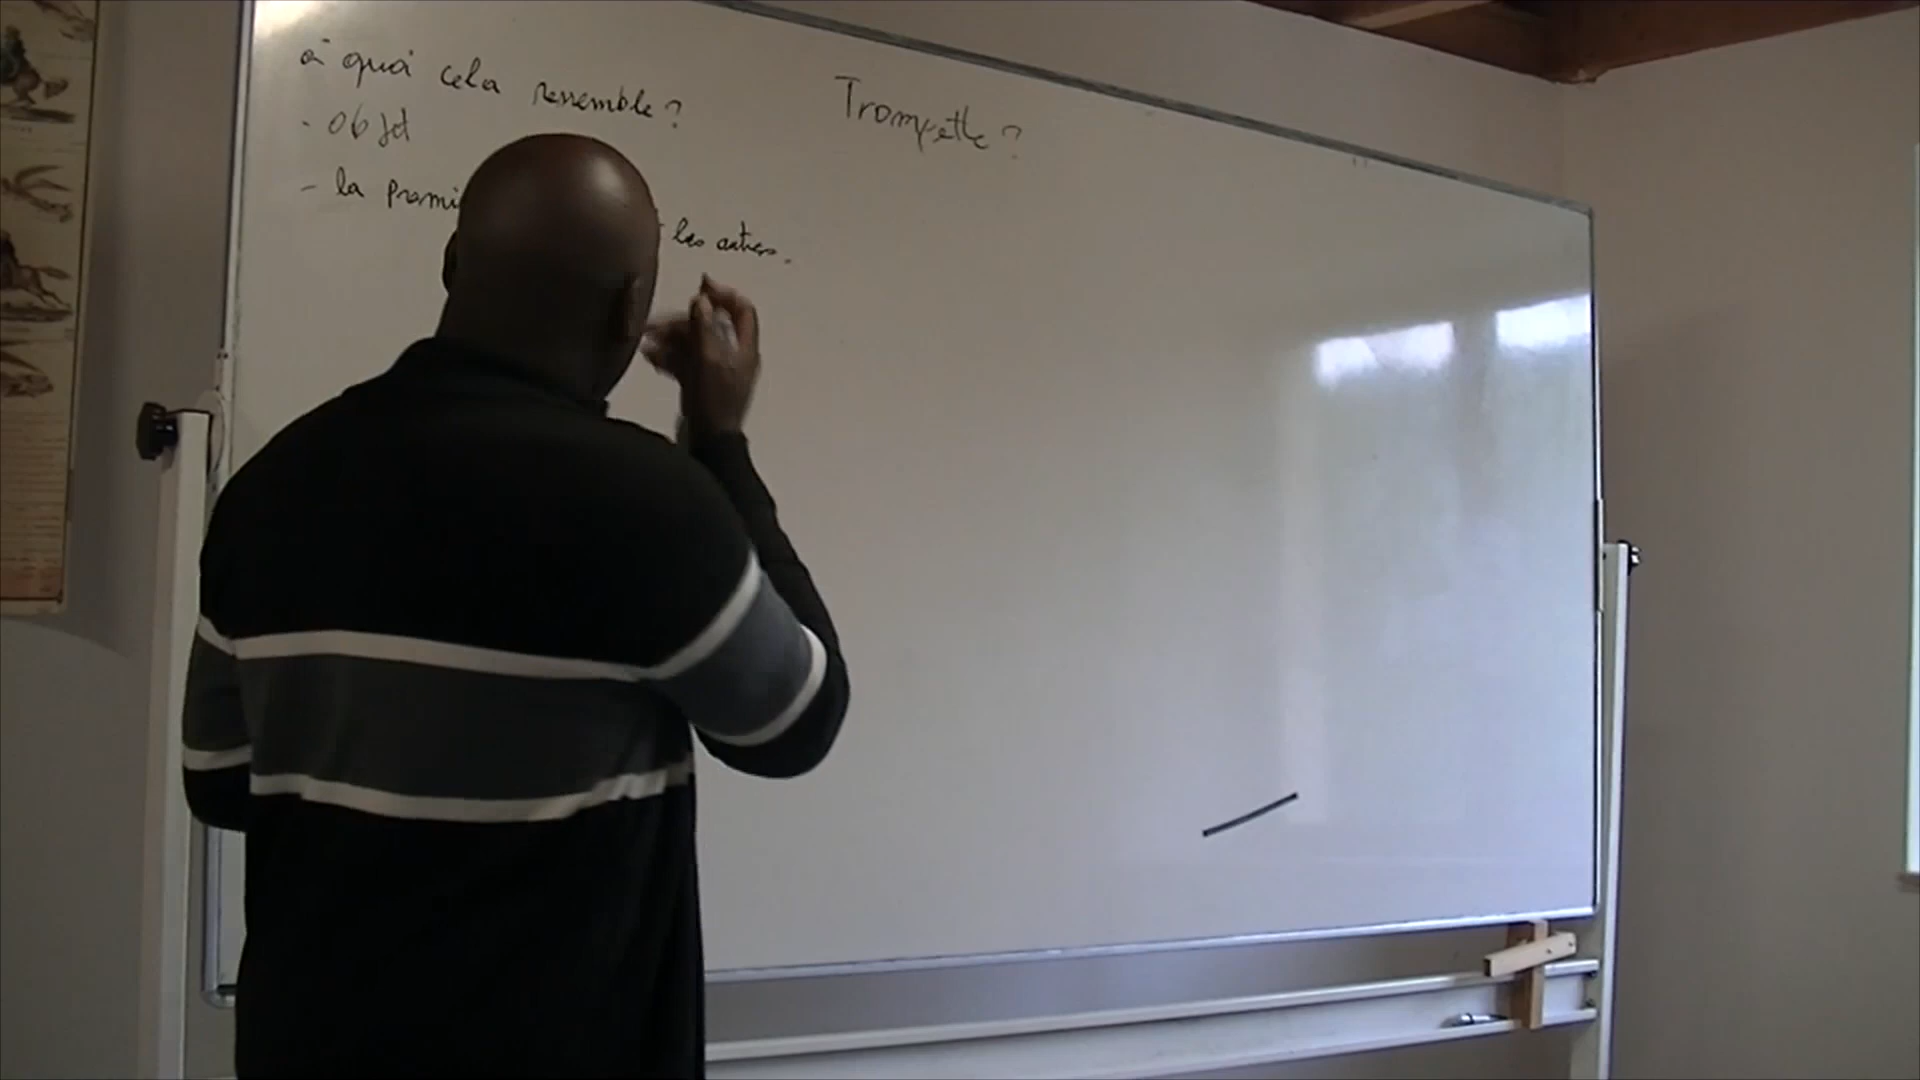 à quoi cela ressemble?
- objet
- la premi les autres.
Trompette?